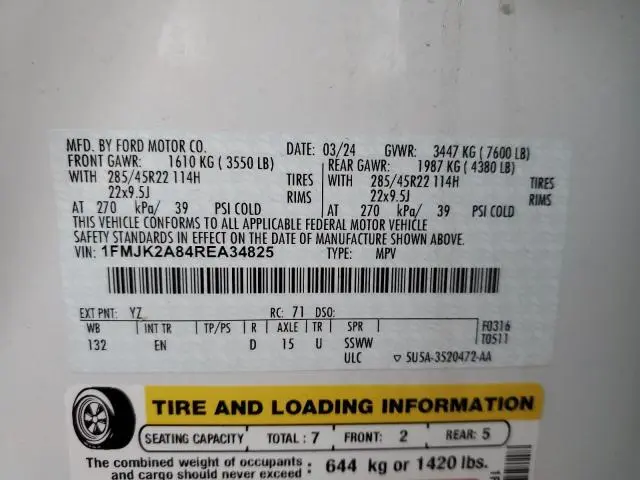 MFD. BY FORD MOTOR CO. DATE: 03/24 GVWR: 3447 KG ( 7600 LB)
FRONT GAWR: 1610 KG ( 3550 LB) REAR GAWR: 1987 KG ( 4380 LB)
WITH 285/45R22 114H TIRES WITH 285/45R22 114H TIRES
22x9.5J RIMS 22x9.5J RIMS
AT 270 kPa/ 39 PSI COLD AT 270 kPa/ 39 PSI COLD
THIS VEHICLE CONFORMS TO ALL APPLICABLE FEDERAL MOTOR VEHICLE
SAFETY STANDARDS IN EFFECT ON THE DATE OF MANUFACTURE SHOWN ABOVE.
VIN: 1FMJK2A84REA34825 TYPE: MPV
EXT PNT: YZ RC: 71 DSO:
WB INT TR TP/PS R AXLE TR SPR F0316
132 EN D 15 U SSWW T0511
ULC ▽ 5U5A-3520472-AA
TIRE AND LOADING INFORMATION
SEATING CAPACITY TOTAL : 7 FRONT: 2 REAR: 5
The combined weight of occupants
and cargo should never exceed : 644 kg or 1420 lbs.